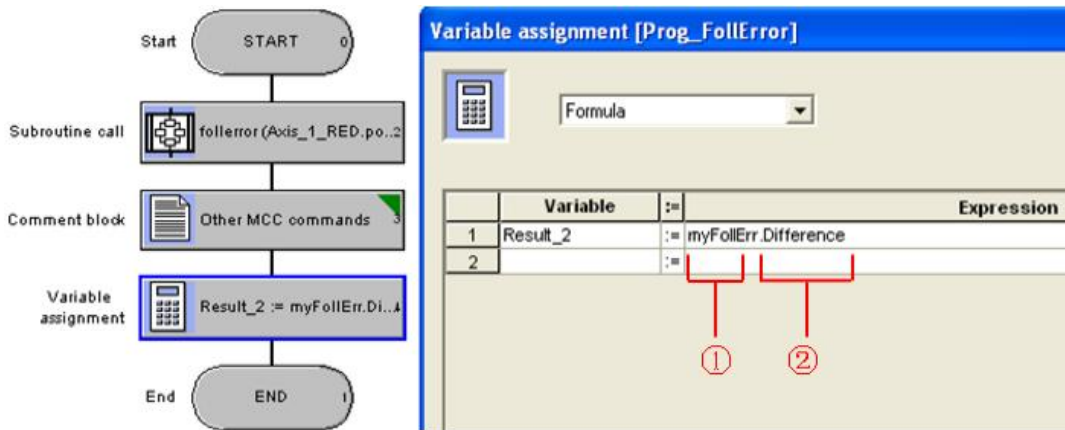 Start
START
0
Subroutine call
follerror (Axis_1_RED.po..
2
Comment block
Other MCC commands
3
Variable
assignment
Result_2 := myFollErr.Di..
4
End
END
1
Variable assignment [Prog_FollError]
Formula
Variable := Expression
1 Result_2 := myFollErr.Difference
2 :=
① ②